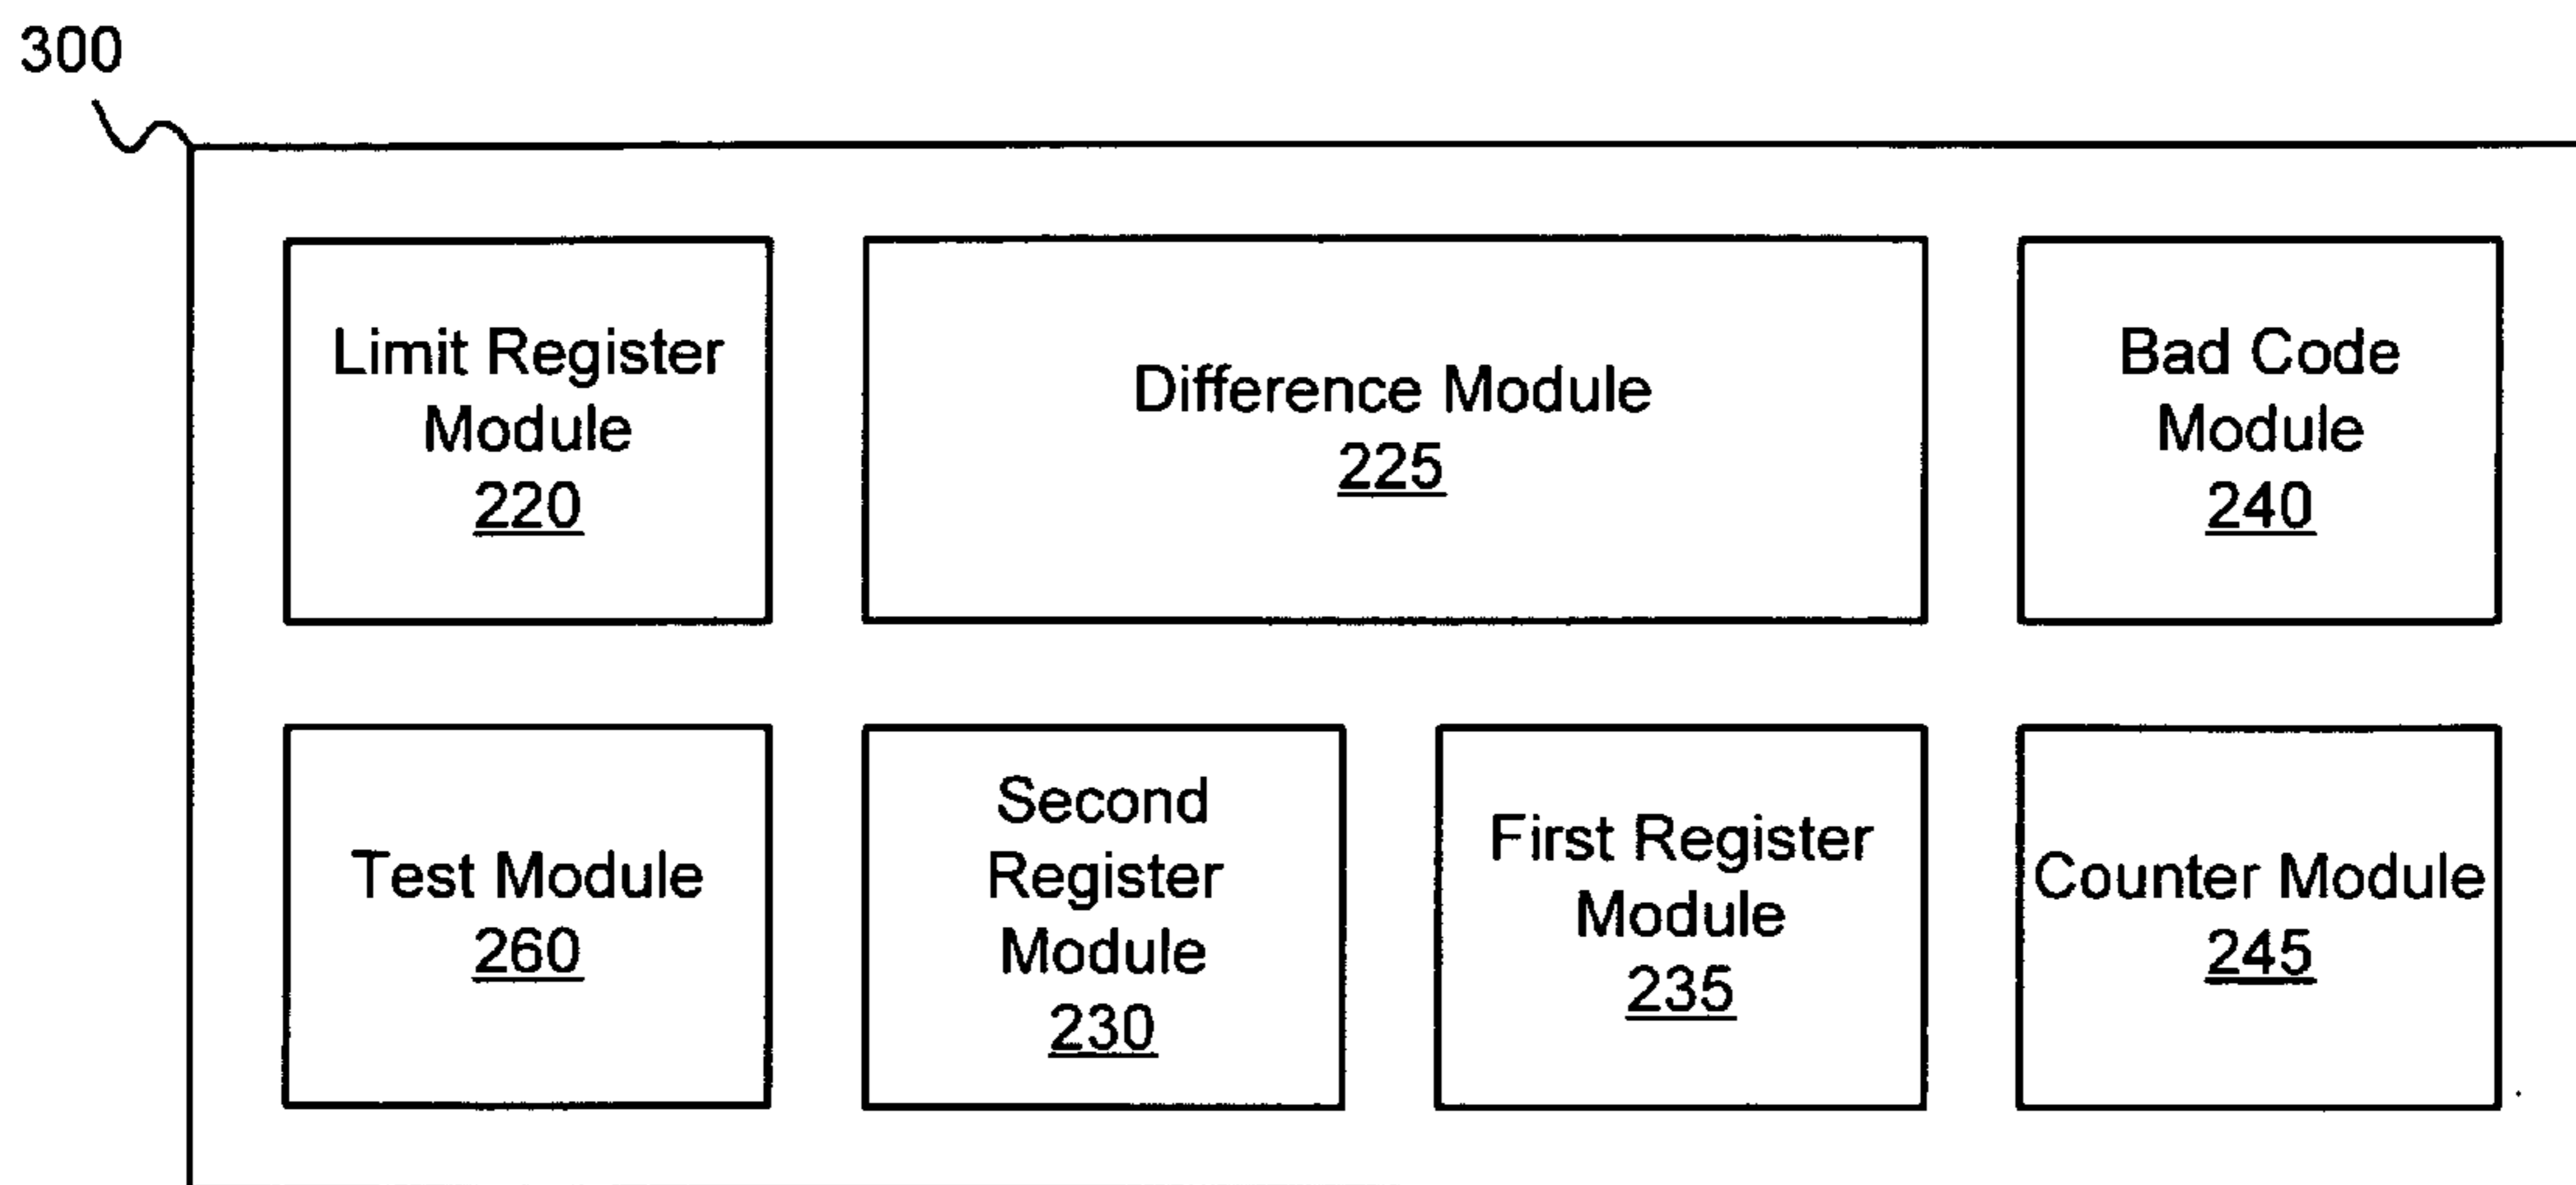 300
Limit Register
Module
220
Difference Module
225
Bad Code
Module
240
Test Module
260
Second
Register
Module
230
First Register
Module
235
Counter Module
245